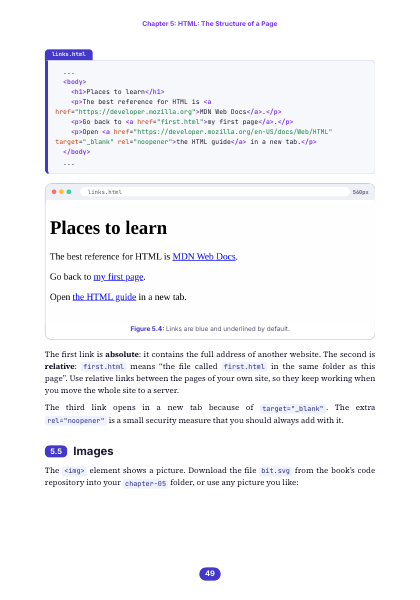 Chapter 5: HTML: The Structure of a Page
links.html
...
<body>
<h1>Places to learn</h1>
<p>The best reference for HTML is <a
href="https://developer.mozilla.org">MDN Web Docs</a>.</p>
<p>Go back to <a href="first.html">my first page</a>.</p>
<p>Open <a href="https://developer.mozilla.org/en-US/docs/Web/HTML"
target="_blank" rel="noopener">the HTML guide</a> in a new tab.</p>
</body>
...
links.html 560px
Places to learn
The best reference for HTML is MDN Web Docs.
Go back to my first page.
Open the HTML guide in a new tab.
Figure 5.4: Links are blue and underlined by default.
The first link is absolute: it contains the full address of another website. The second is
relative: first.html means "the file called first.html in the same folder as this
page". Use relative links between the pages of your own site, so they keep working when
you move the whole site to a server.
The third link opens in a new tab because of target="_blank". The extra
rel="noopener" is a small security measure that you should always add with it.
5.5 Images
The <img> element shows a picture. Download the file bit.svg from the book's code
repository into your chapter-05 folder, or use any picture you like:
49